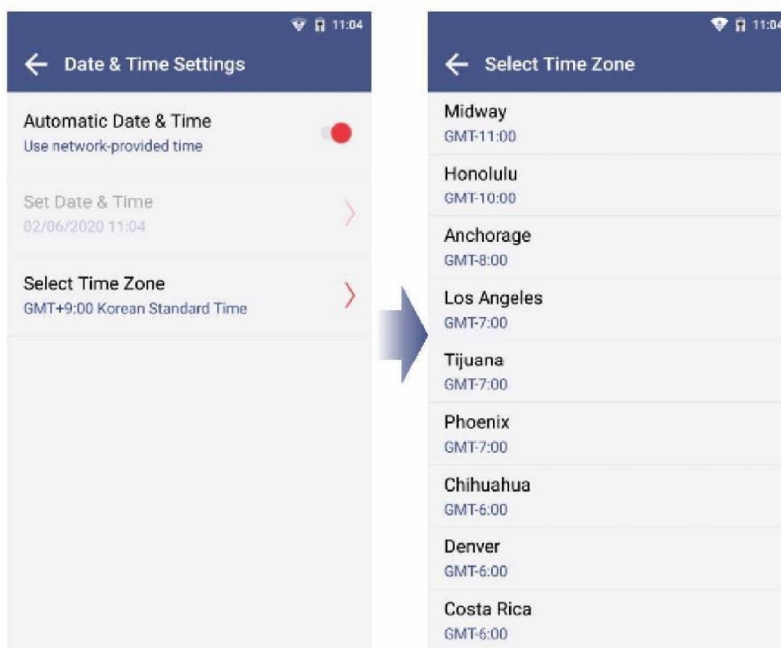 11:04
Date & Time Settings
Automatic Date & Time
Use network-provided time
Set Date & Time
02/06/2020 11:04
Select Time Zone
GMT+9:00 Korean Standard Time
11:04
Select Time Zone
Midway
GMT-11:00
Honolulu
GMT-10:00
Anchorage
GMT-8:00
Los Angeles
GMT-7:00
Tijuana
GMT-7:00
Phoenix
GMT-7:00
Chihuahua
GMT-6:00
Denver
GMT-6:00
Costa Rica
GMT-6:00